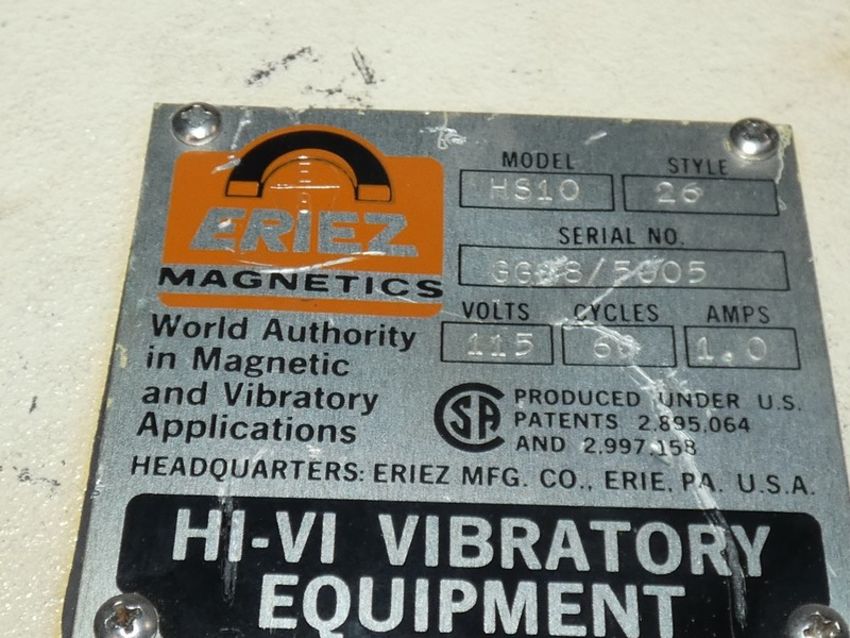 MODEL STYLE
HS10 26
ERIEZ
MAGNETICS
SERIAL NO.
VOLTS CYCLES AMPS
115 60 1.0
World Authority
in Magnetic
and Vibratory
Applications
CSA
PRODUCED UNDER U.S.
PATENTS 2,895,064
AND 2,997,158
HEADQUARTERS: ERIEZ MFG. CO., ERIE, PA. U.S.A.
HI-VI VIBRATORY
EQUIPMENT